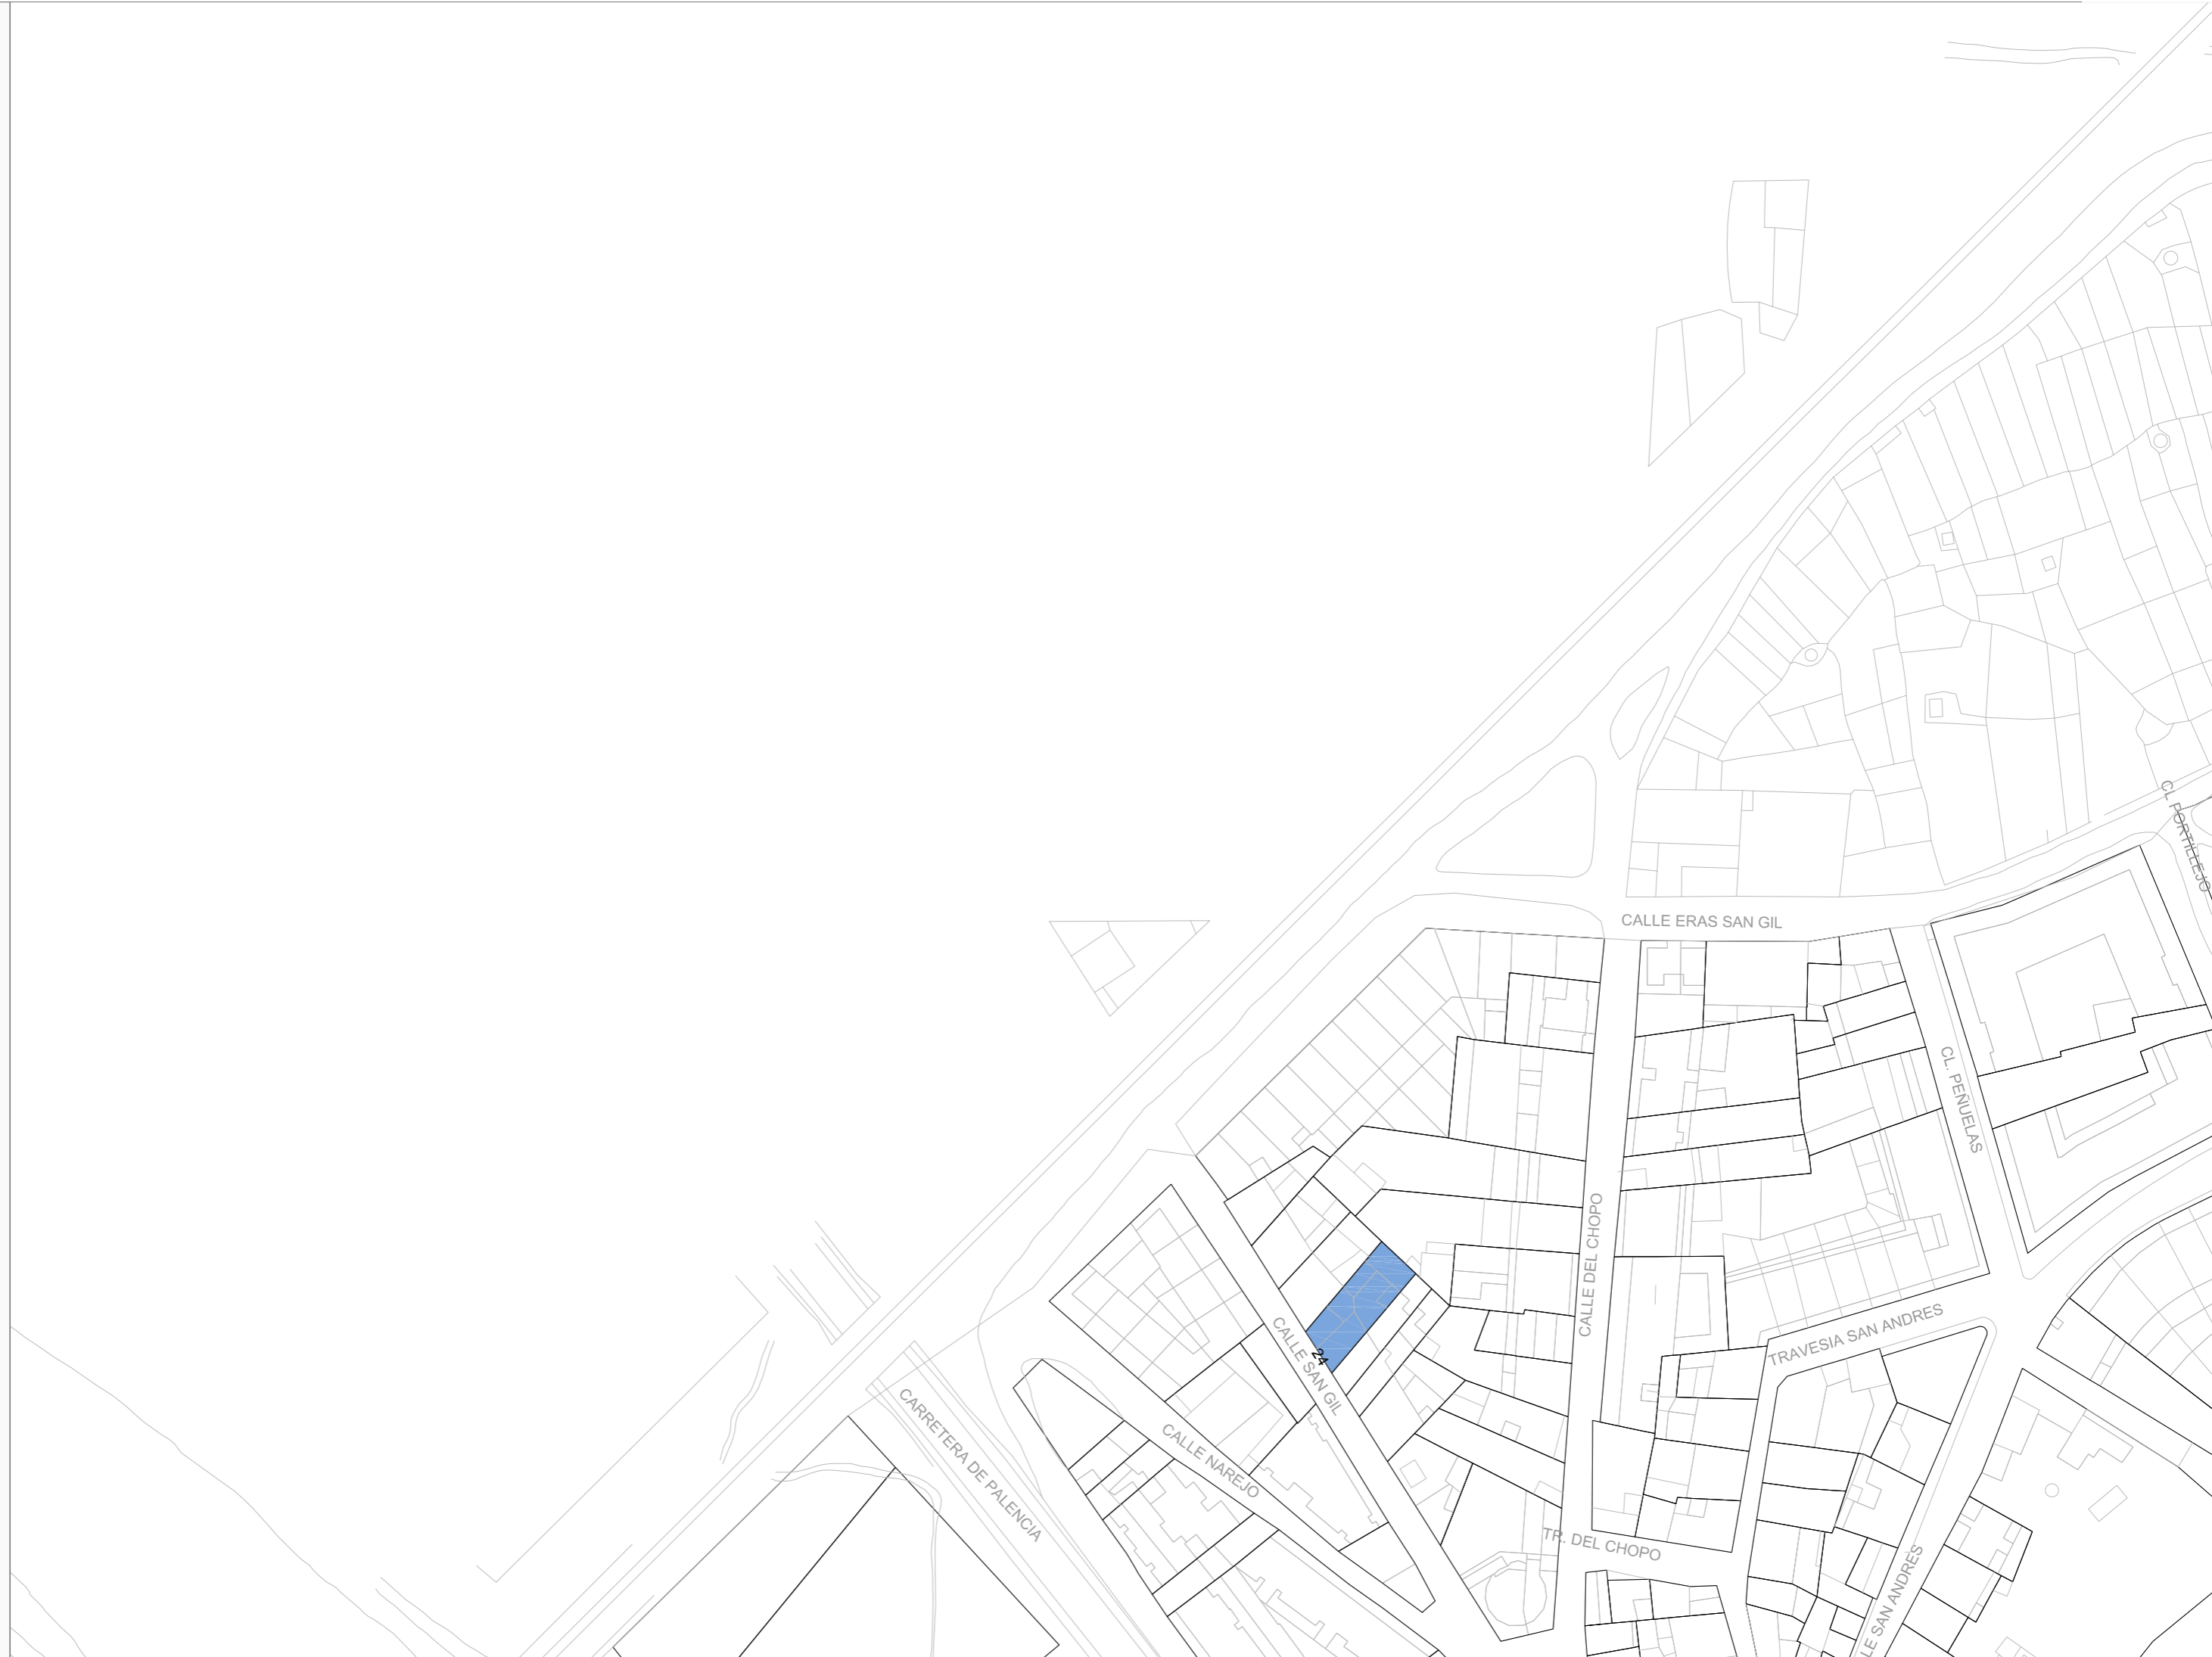 CL PORTILLEJO
CALLE ERAS SAN GIL
CL. PEÑUELAS
CALLE DEL CHOPO
TRAVESIA SAN ANDRES
24
CALLE SAN GIL
CARRETERA DE PALENCIA
CALLE NAREJO
TR. DEL CHOPO
LE SAN ANDRES